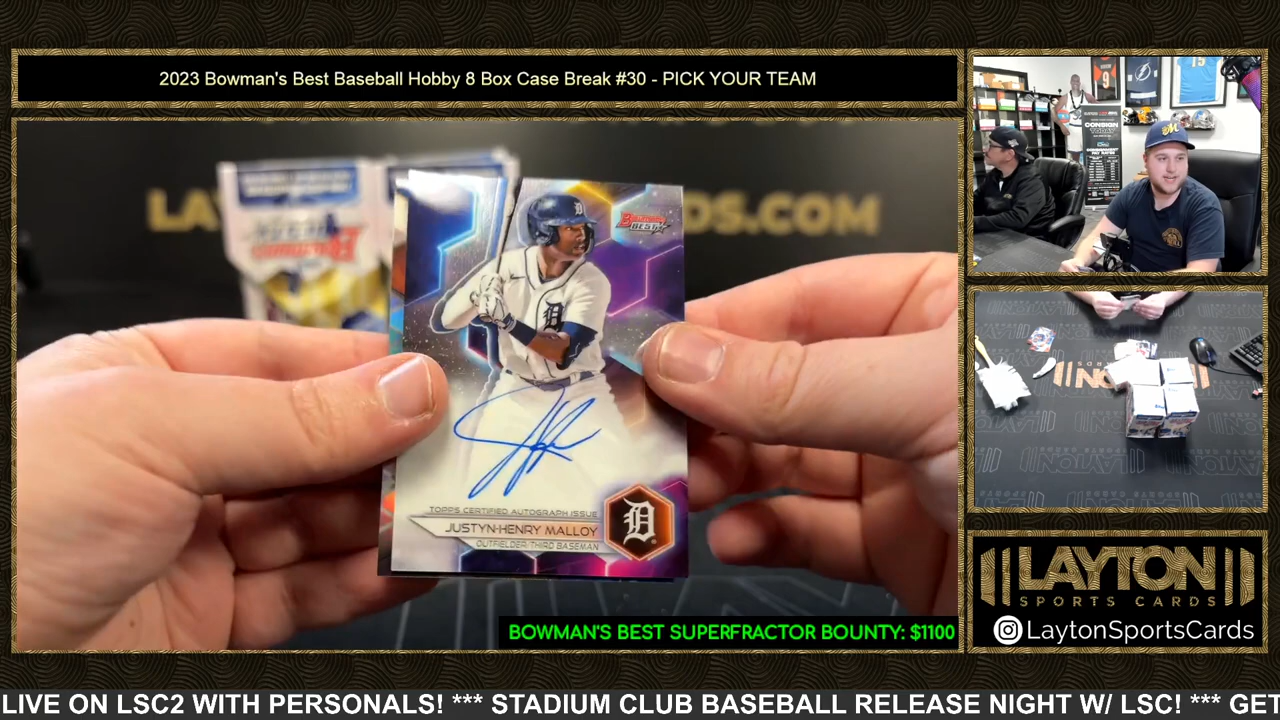 2023 Bowman's Best Baseball Hobby 8 Box Case Break #30 - PICK YOUR TEAM
CONSIGN
TODAY
BOWMAN'S
BEST
TOPPS CERTIFIED AUTOGRAPH ISSUE
JUSTYN-HENRY MALLOY
OUTFIELDER/THIRD BASEMAN
BOWMAN'S BEST SUPERFRACTOR BOUNTY: $1100
LAYTON
SPORTS CARDS
LaytonSportsCards
LIVE ON LSC2 WITH PERSONALS! *** STADIUM CLUB BASEBALL RELEASE NIGHT W/ LSC! *** GET